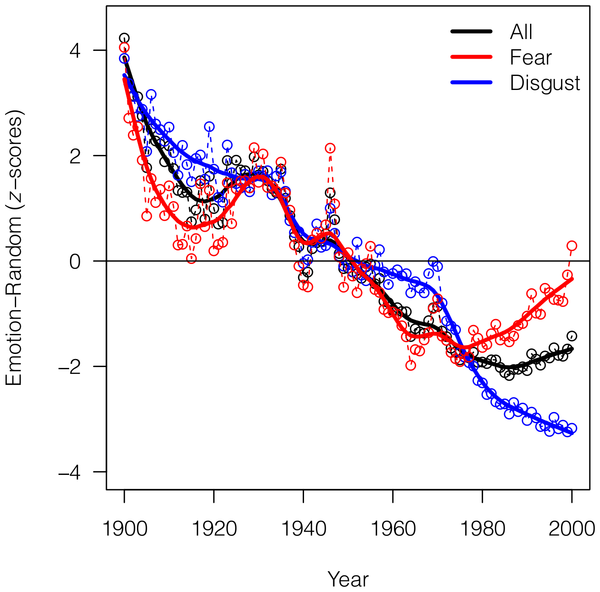 All
Fear
Disgust
Emotion−Random (z−scores)
4
2
0
−2
−4
1900 1920 1940 1960 1980 2000
Year